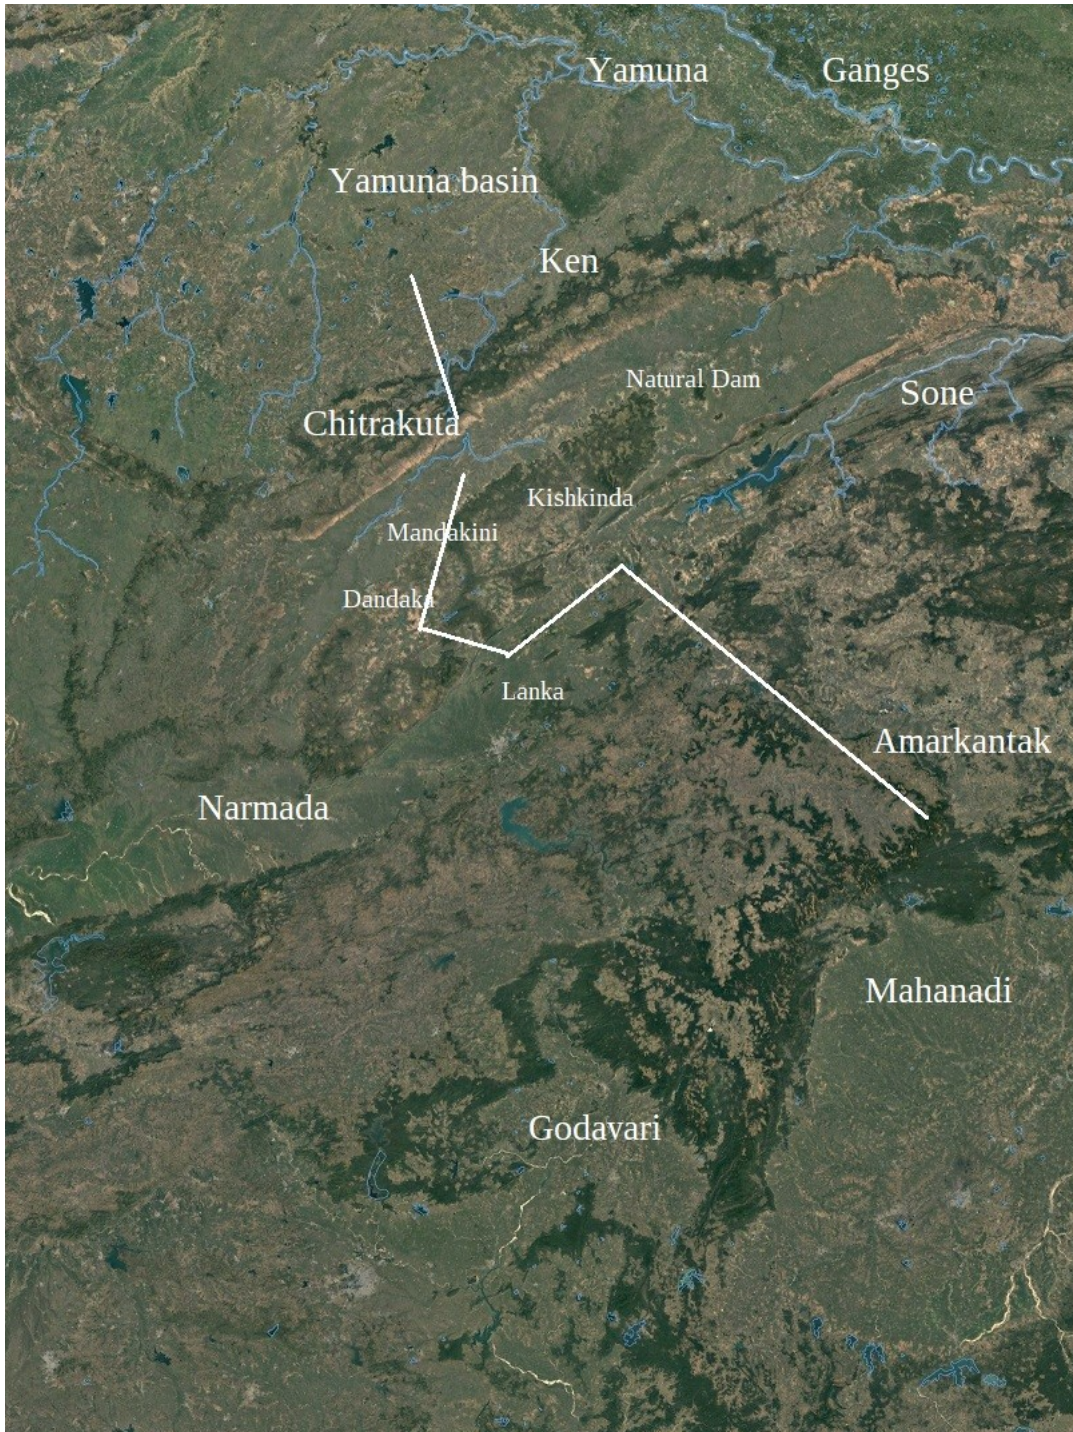 Yamuna
Ganges
Yamuna basin
Ken
Natural Dam
Sone
Chitrakuta
Kishkinda
Mandakini
Dandaka
Lanka
Amarkantak
Narmada
Mahanadi
Godavari